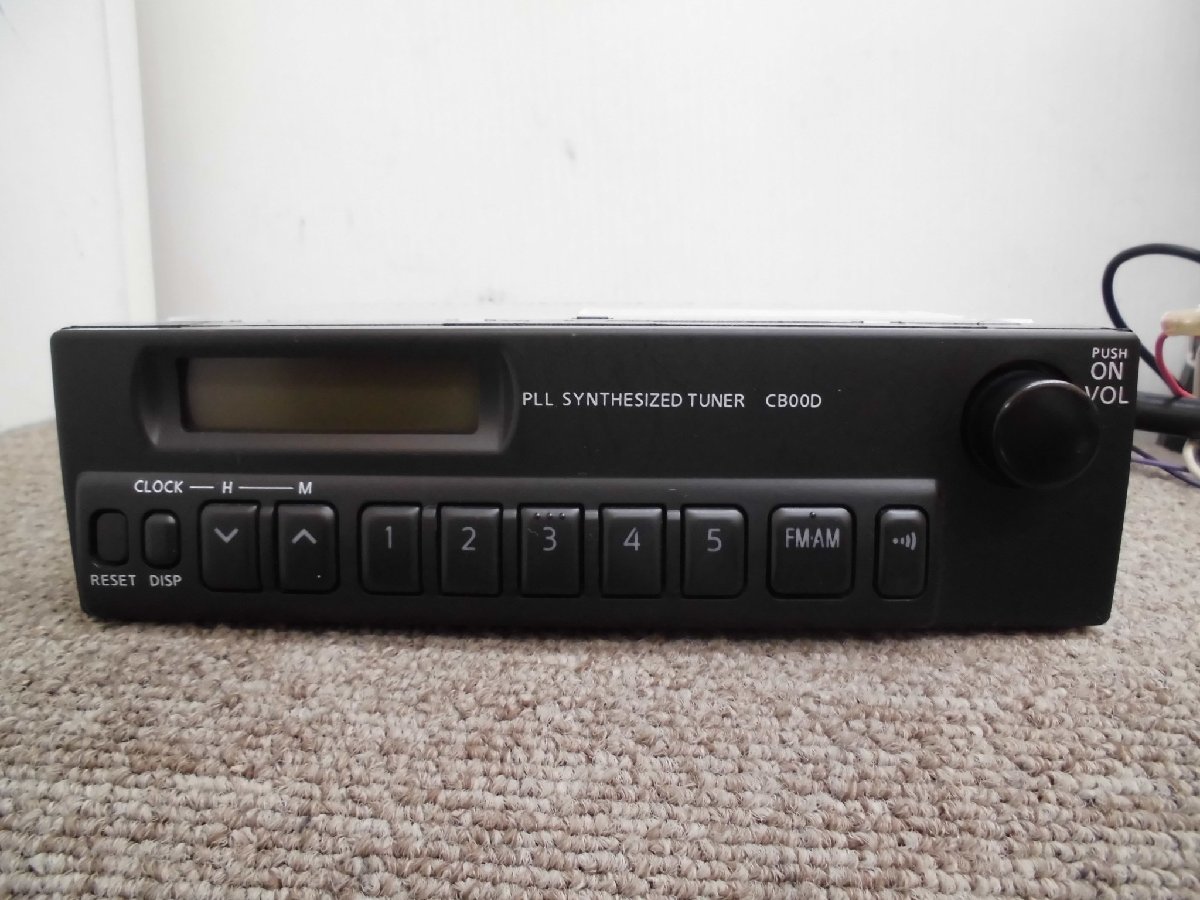 PUSH
ON
VOL
PLL SYNTHESIZED TUNER CB00D
CLOCK H M
1 2 3 4 5 FM·AM
RESET DISP